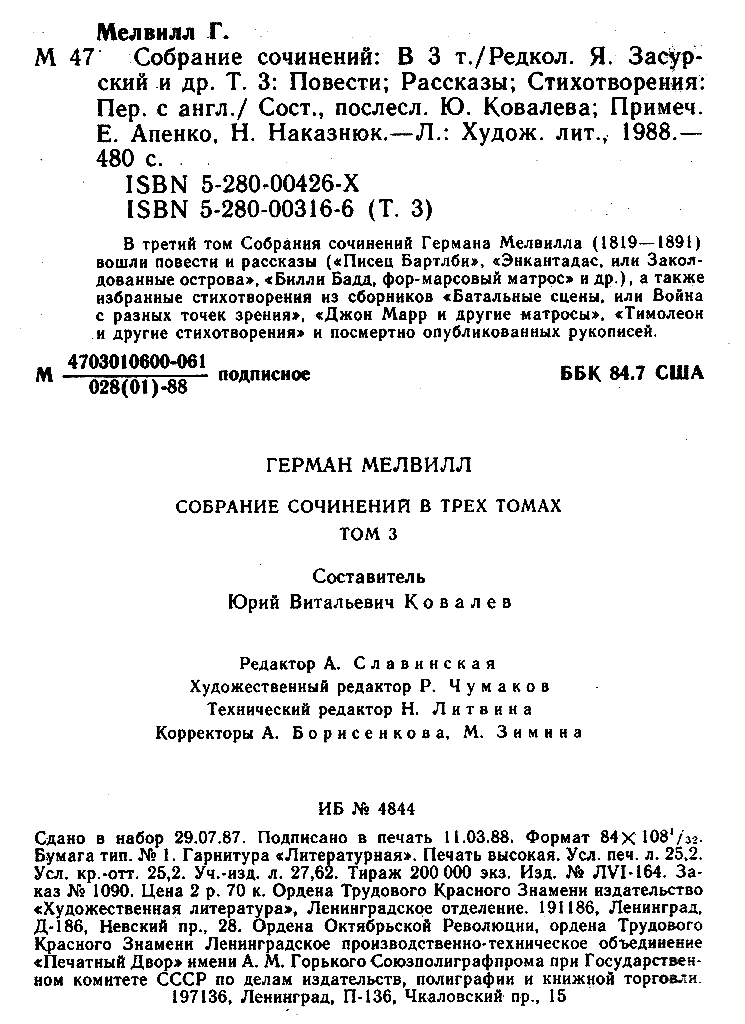 Мелвилл Г.
М 47 Собрание сочинений: В 3 т./Редкол. Я. Засур-
ский и др. Т. 3: Повести; Рассказы; Стихотворения:
Пер. с англ./ Сост., послесл. Ю. Ковалева; Примеч.
Е. Апенко, Н. Наказнюк.—Л.: Худож. лит., 1988.—
480 с.
ISBN 5-280-00426-X
ISBN 5-280-00316-6 (Т. 3)
В третий том Собрания сочинений Германа Мелвилла (1819—1891)
вошли повести и рассказы («Писец Бартлби», «Энкантадас, или Закол-
дованные острова», «Билли Бадд, фор-марсовый матрос» и др.), а также
избранные стихотворения из сборников «Батальные сцены, или Война
с разных точек зрения», «Джон Марр и другие матросы», «Тимолеон
и другие стихотворения» и посмертно опубликованных рукописей.
М 4703010600-061/028(01)-88 подписное ББК 84.7 США
ГЕРМАН МЕЛВИЛЛ
СОБРАНИЕ СОЧИНЕНИЙ В ТРЕХ ТОМАХ
ТОМ 3
Составитель
Юрий Витальевич Ковалев
Редактор А. Славинская
Художественный редактор Р. Чумаков
Технический редактор Н. Литвина
Корректоры А. Борисенкова, М. Зимина
ИБ № 4844
Сдано в набор 29.07.87. Подписано в печать 11.03.88. Формат 84×108¹/₃₂.
Бумага тип. № 1. Гарнитура «Литературная». Печать высокая. Усл. печ. л. 25,2.
Усл. кр.-отт. 25,2. Уч.-изд. л. 27,62. Тираж 200 000 экз. Изд. № ЛVI-164. За-
каз № 1090. Цена 2 р. 70 к. Ордена Трудового Красного Знамени издательство
«Художественная литература», Ленинградское отделение. 191186, Ленинград,
Д-186, Невский пр., 28. Ордена Октябрьской Революции, ордена Трудового
Красного Знамени Ленинградское производственно-техническое объединение
«Печатный Двор» имени А. М. Горького Союзполиграфпрома при Государствен-
ном комитете СССР по делам издательств, полиграфии и книжной торговли.
197136, Ленинград, П-136, Чкаловский пр., 15